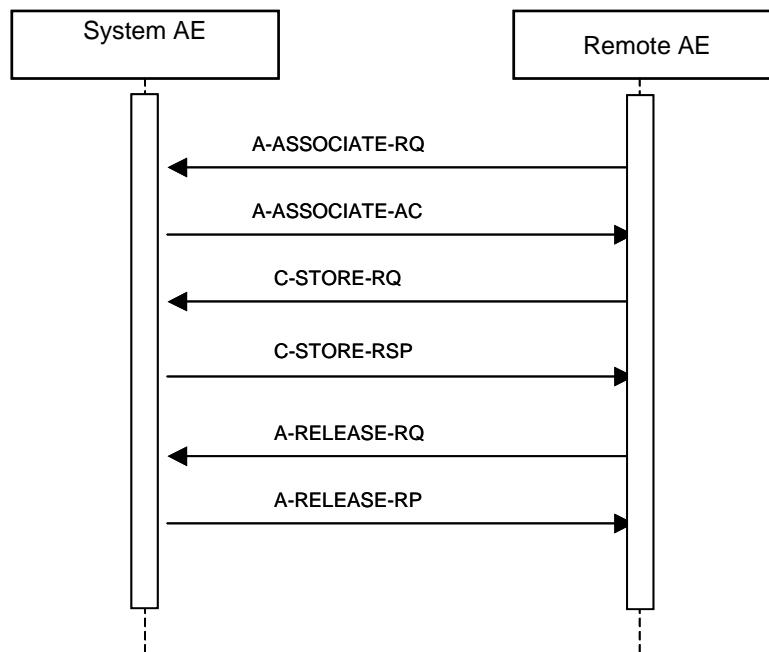 System AE
Remote AE
A-ASSOCIATE-RQ
A-ASSOCIATE-AC
C-STORE-RQ
C-STORE-RSP
A-RELEASE-RQ
A-RELEASE-RP